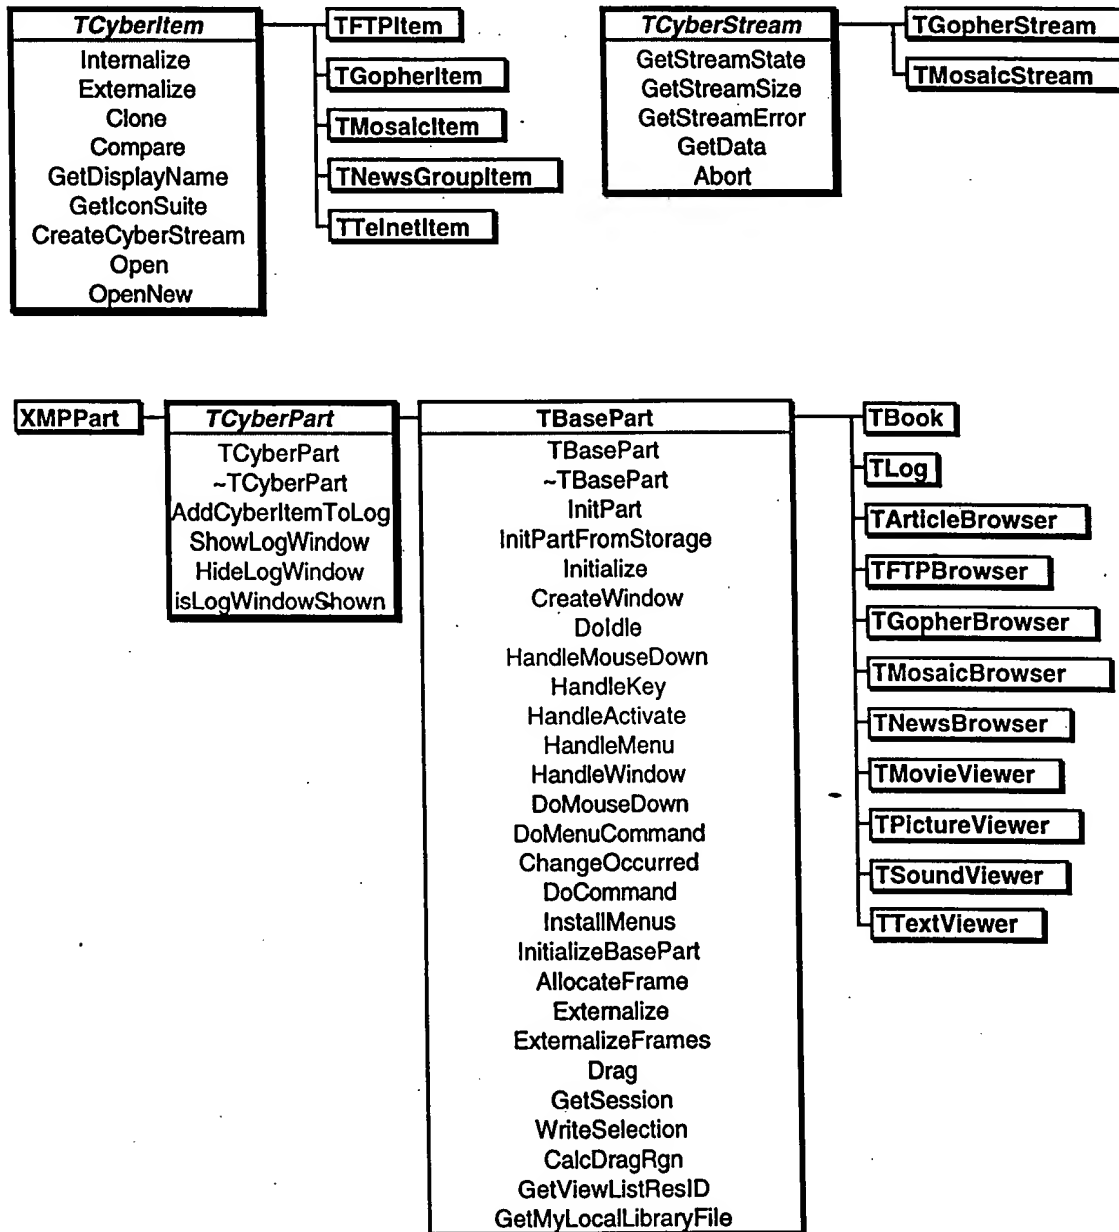 TCyberItem
Internalize
Externalize
Clone
Compare
GetDisplayName
GetIconSuite
CreateCyberStream
Open
OpenNew
TFTPItem
TGopherItem
TMosaicItem
TNewsGroupItem
TTelnetItem
TCyberStream
GetStreamState
GetStreamSize
GetStreamError
GetData
Abort
TGopherStream
TMosaicStream
XMPPart
TCyberPart
TCyberPart
~TCyberPart
AddCyberItemToLog
ShowLogWindow
HideLogWindow
isLogWindowShown
TBasePart
TBasePart
~TBasePart
InitPart
InitPartFromStorage
Initialize
CreateWindow
DoIdle
HandleMouseDown
HandleKey
HandleActivate
HandleMenu
HandleWindow
DoMouseDown
DoMenuCommand
ChangeOccurred
DoCommand
InstallMenus
InitializeBasePart
AllocateFrame
Externalize
ExternalizeFrames
Drag
GetSession
WriteSelection
CalcDragRgn
GetViewListResID
GetMyLocalLibraryFile
TBook
TLog
TArticleBrowser
TFTPBrowser
TGopherBrowser
TMosaicBrowser
TNewsBrowser
TMovieViewer
TPictureViewer
TSoundViewer
TTextViewer